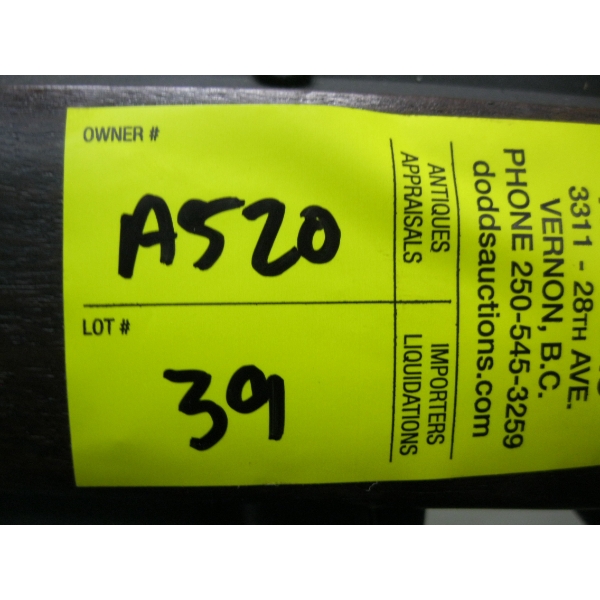 3311 - 28TH AVE.
VERNON, B.C.
PHONE 250-545-3259
doddsauctions.com
ANTIQUES
APPRAISALS
IMPORTERS
LIQUIDATIONS
OWNER #
A520
LOT #
39